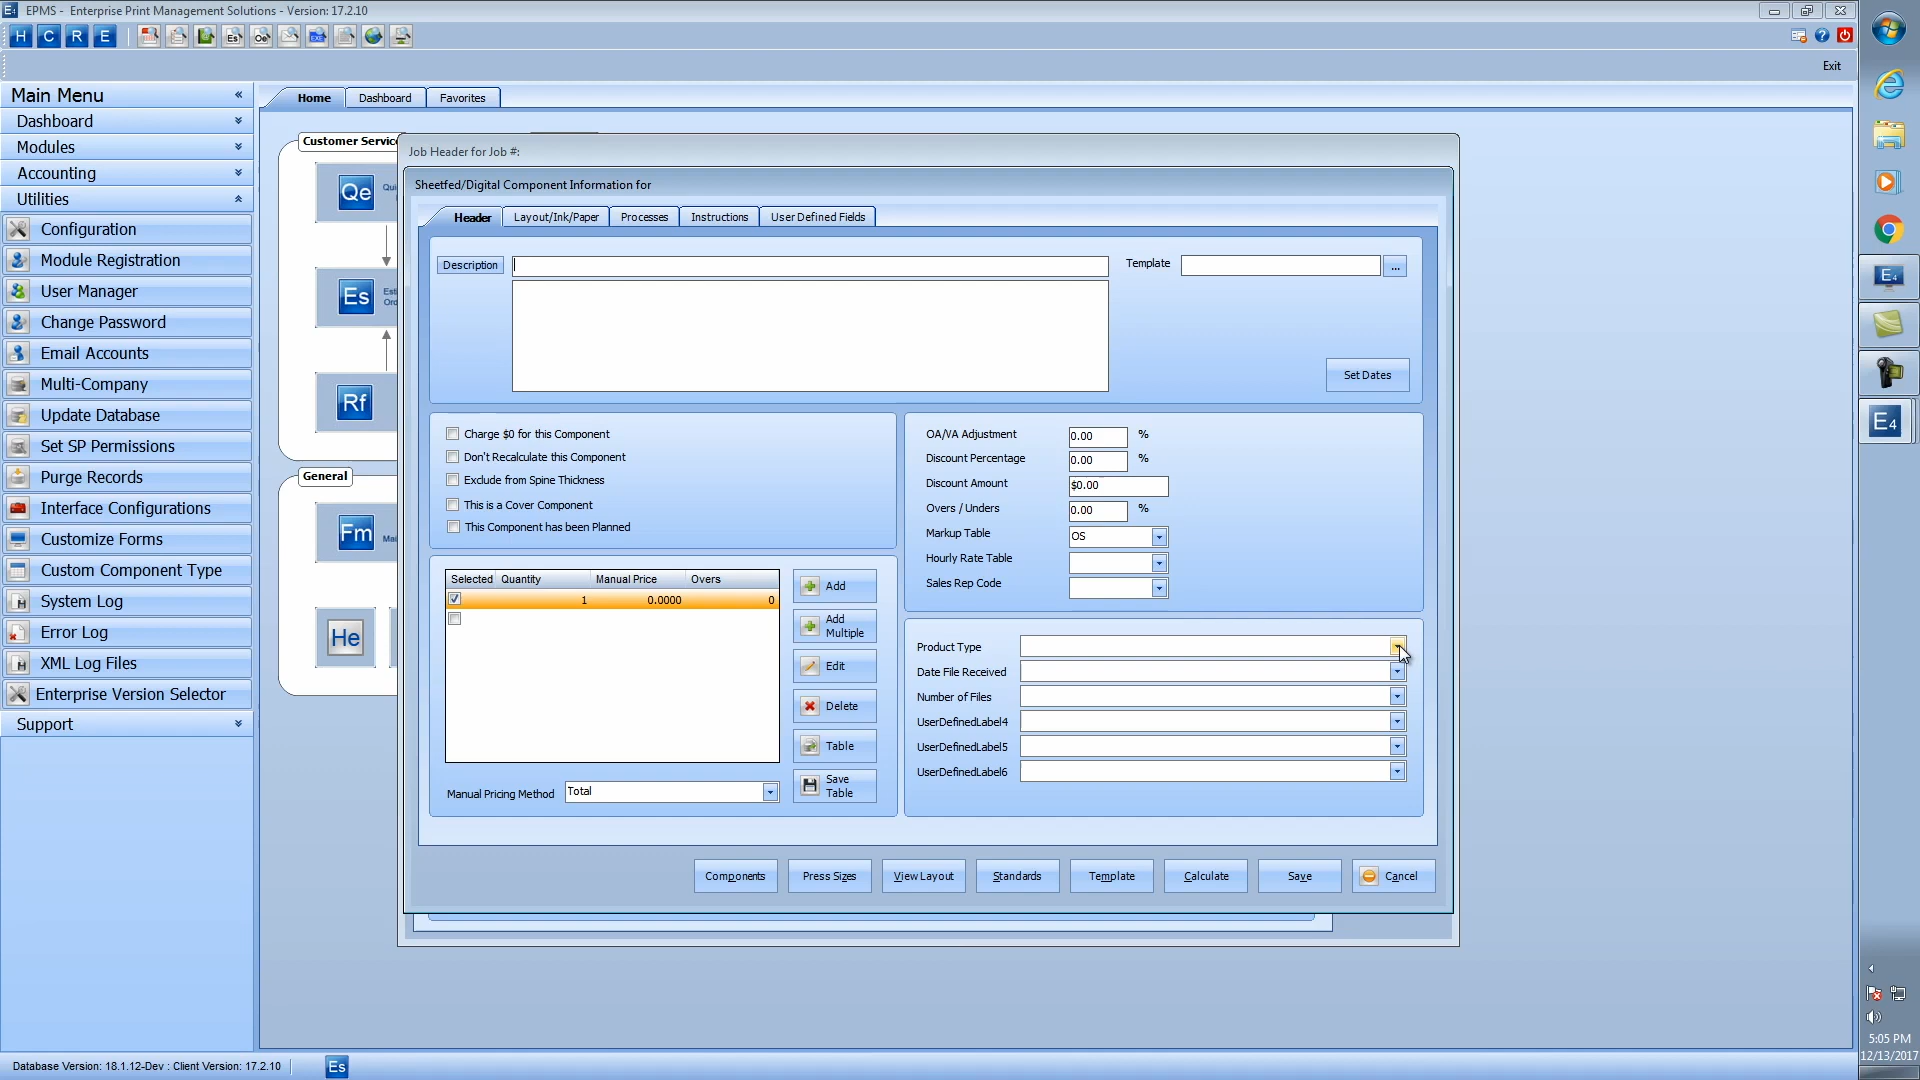 EPMS - Enterprise Print Management Solutions - Version: 17.2.10
H C R E
Es Oe EXE
Exit
Main Menu
Dashboard
Modules
Accounting
Utilities
Configuration
Module Registration
User Manager
Change Password
Email Accounts
Multi-Company
Update Database
Set SP Permissions
Purge Records
Interface Configurations
Customize Forms
Custom Component Type
System Log
Error Log
XML Log Files
Enterprise Version Selector
Support
Home Dashboard Favorites
Customer Service
Qe
Es
Rf
General
Fm
He
Job Header for Job #:
Sheetfed/Digital Component Information for
Header Layout/Ink/Paper Processes Instructions User Defined Fields
Description
Template ...
Set Dates
Charge $0 for this Component
Don't Recalculate this Component
Exclude from Spine Thickness
This is a Cover Component
This Component has been Planned
OA/VA Adjustment 0.00 %
Discount Percentage 0.00 %
Discount Amount $0.00
Overs / Unders 0.00 %
Markup Table OS
Hourly Rate Table
Sales Rep Code
Selected Quantity Manual Price Overs
1 0.0000 0
Add
Add
Multiple
Edit
Delete
Table
Save
Table
Manual Pricing Method Total
Product Type
Date File Received
Number of Files
UserDefinedLabel4
UserDefinedLabel5
UserDefinedLabel6
Components Press Sizes View Layout Standards Template Calculate Save Cancel
Database Version: 18.1.12-Dev : Client Version: 17.2.10
Es
E4
E4
5:05 PM
12/13/2017